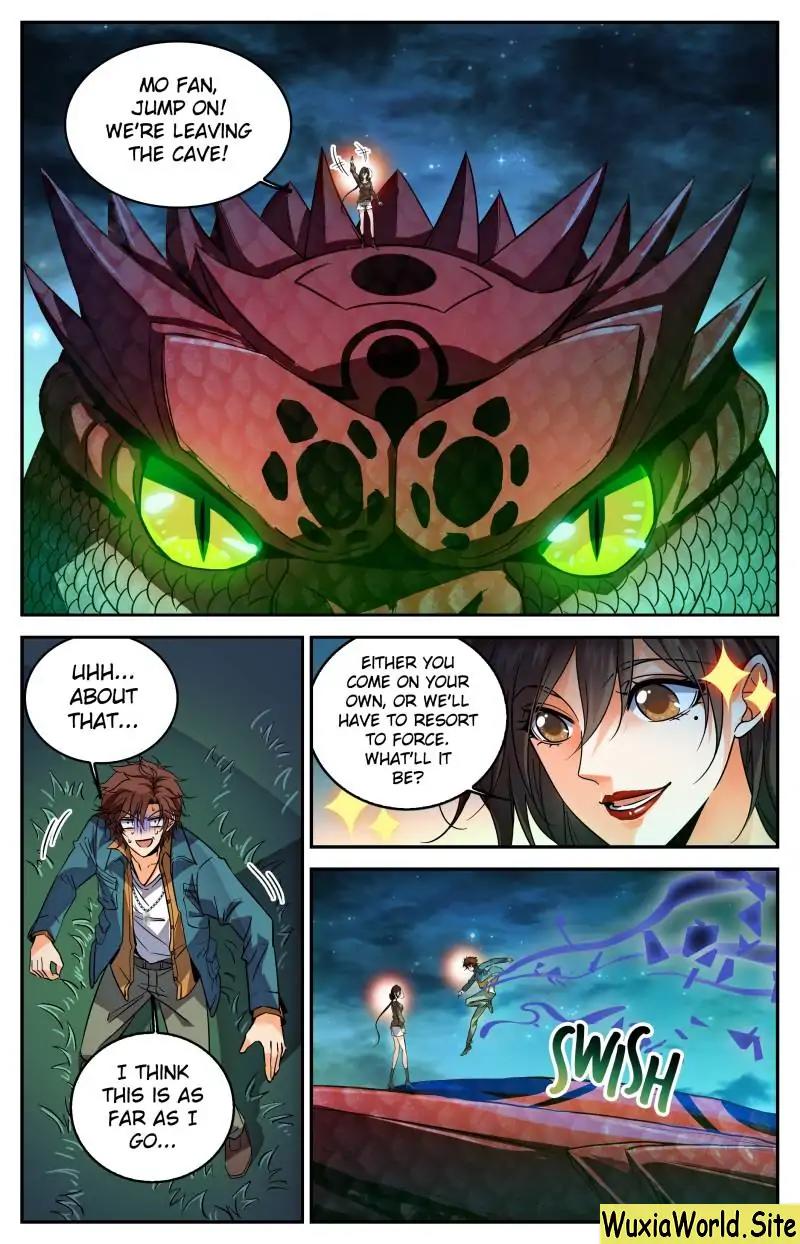 MO FAN,
JUMP ON!
WE'RE LEAVING
THE CAVE!
UHH...
ABOUT
THAT...
EITHER YOU
COME ON YOUR
OWN, OR WE'LL
HAVE TO RESORT
TO FORCE.
WHAT'LL IT
BE?
I THINK
THIS IS AS
FAR AS I
GO...
SWISH
WuxiaWorld.Site